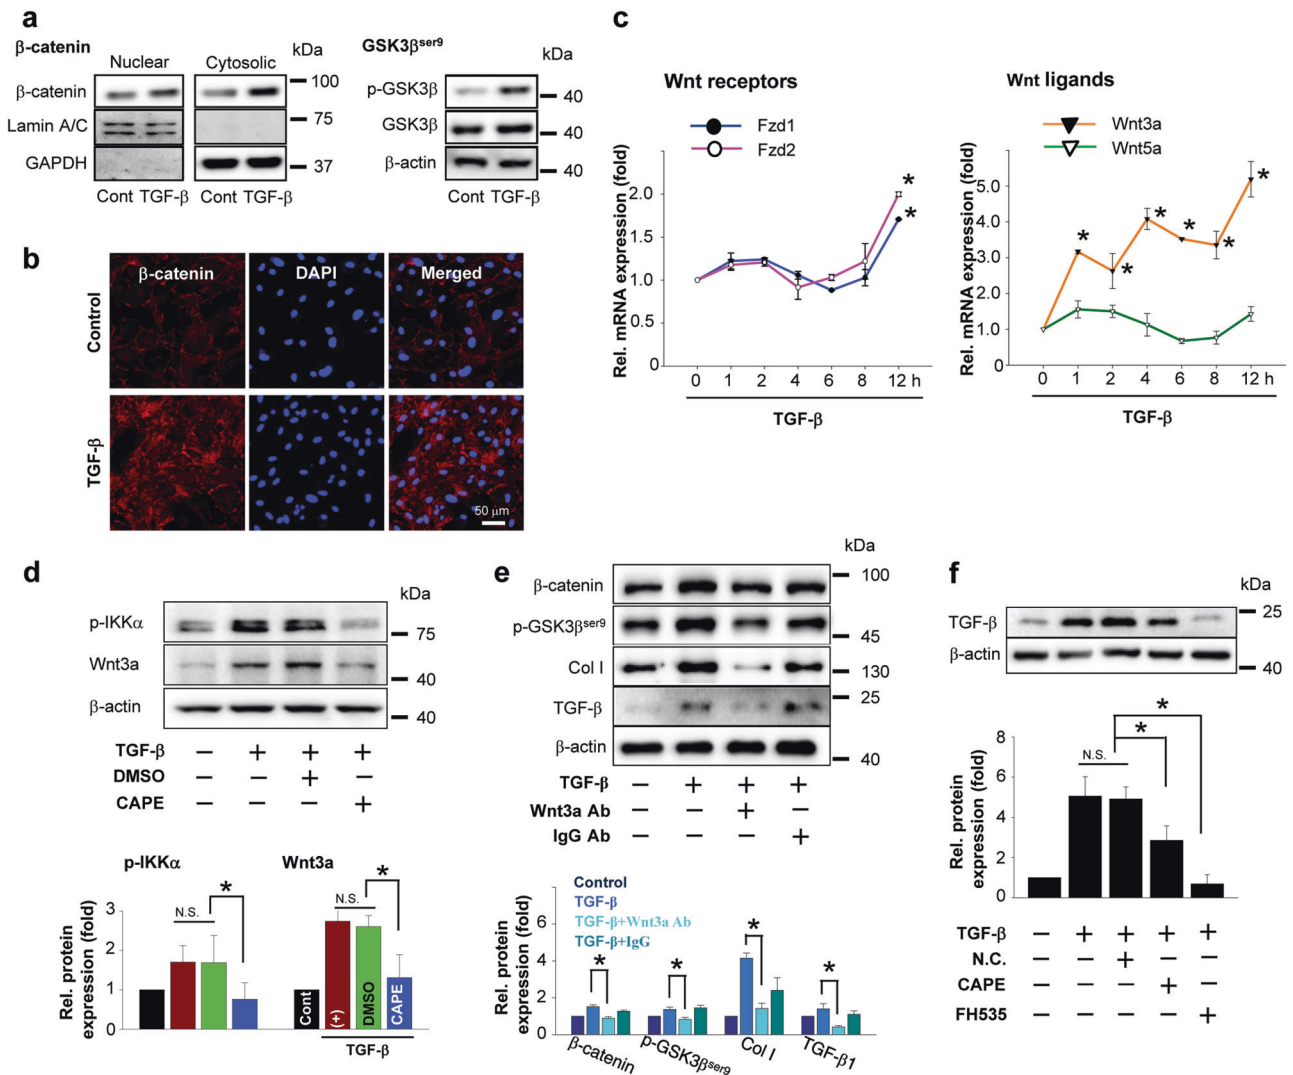 a
β-catenin
Nuclear
Cytosolic
kDa
β-catenin
100
Lamin A/C
75
GAPDH
37
Cont TGF-β
Cont TGF-β
GSK3βser9
kDa
p-GSK3β
40
GSK3β
40
β-actin
40
Cont TGF-β
b
β-catenin
DAPI
Merged
Control
TGF-β
50 μm
c
Wnt receptors
Fzd1
Fzd2
Rel. mRNA expression (fold)
2.0
1.5
1.0
0.5
0
0 1 2 4 6 8 12 h
TGF-β
* *
Wnt ligands
Wnt3a
Wnt5a
Rel. mRNA expression (fold)
5.0
4.0
3.0
2.0
1.0
0
0 1 2 4 6 8 12 h
TGF-β
* * * * * *
d
kDa
p-IKKα
75
Wnt3a
40
β-actin
40
TGF-β − + + +
DMSO − − + −
CAPE − − − +
p-IKKα
Wnt3a
Rel. protein
expression (fold)
3
2
1
0
N.S.
*
N.S.
*
Cont
(+)
DMSO
CAPE
TGF-β
e
kDa
β-catenin
100
p-GSK3βser9
45
Col I
130
TGF-β
25
β-actin
40
TGF-β − + + +
Wnt3a Ab − − + −
IgG Ab − − − +
Control
TGF-β
TGF-β+Wnt3a Ab
TGF-β+IgG
Rel. protein
expression (fold)
6
4
2
0
* * * *
β-catenin
p-GSK3βser9
Col I
TGF-β1
f
kDa
TGF-β
25
β-actin
40
Rel. protein
expression (fold)
8
6
4
2
0
N.S.
*
*
TGF-β − + + + +
N.C. − − + − −
CAPE − − − + −
FH535 − − − − +